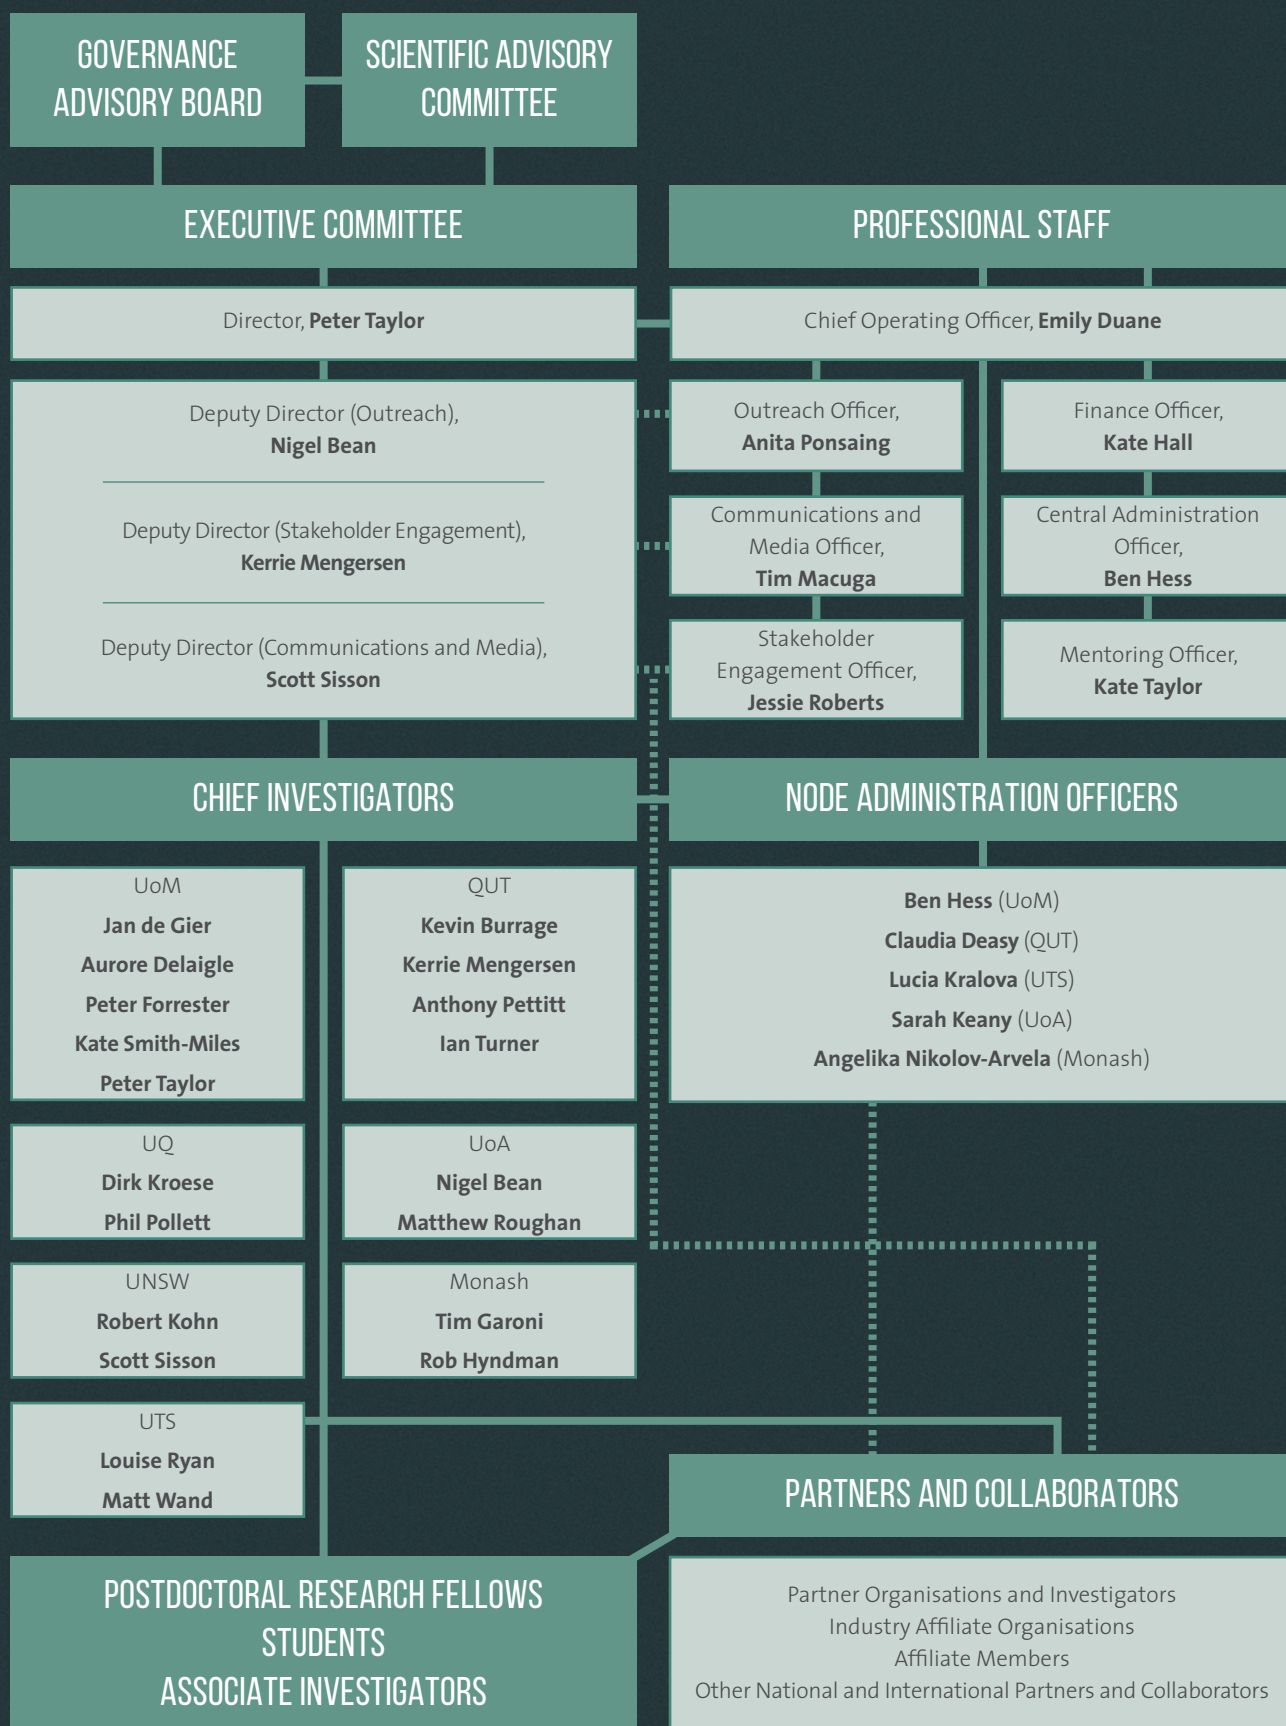 GOVERNANCE
ADVISORY BOARD
SCIENTIFIC ADVISORY
COMMITTEE
EXECUTIVE COMMITTEE
Director, Peter Taylor
Deputy Director (Outreach),
Nigel Bean
Deputy Director (Stakeholder Engagement),
Kerrie Mengersen
Deputy Director (Communications and Media),
Scott Sisson
PROFESSIONAL STAFF
Chief Operating Officer, Emily Duane
Outreach Officer,
Anita Ponsaing
Communications and
Media Officer,
Tim Macuga
Stakeholder
Engagement Officer,
Jessie Roberts
Finance Officer,
Kate Hall
Central Administration
Officer,
Ben Hess
Mentoring Officer,
Kate Taylor
CHIEF INVESTIGATORS
UoM
Jan de Gier
Aurore Delaigle
Peter Forrester
Kate Smith-Miles
Peter Taylor
QUT
Kevin Burrage
Kerrie Mengersen
Anthony Pettitt
Ian Turner
UQ
Dirk Kroese
Phil Pollett
UoA
Nigel Bean
Matthew Roughan
UNSW
Robert Kohn
Scott Sisson
Monash
Tim Garoni
Rob Hyndman
UTS
Louise Ryan
Matt Wand
NODE ADMINISTRATION OFFICERS
Ben Hess (UoM)
Claudia Deasy (QUT)
Lucia Kralova (UTS)
Sarah Keany (UoA)
Angelika Nikolov-Arvela (Monash)
POSTDOCTORAL RESEARCH FELLOWS
STUDENTS
ASSOCIATE INVESTIGATORS
PARTNERS AND COLLABORATORS
Partner Organisations and Investigators
Industry Affiliate Organisations
Affiliate Members
Other National and International Partners and Collaborators